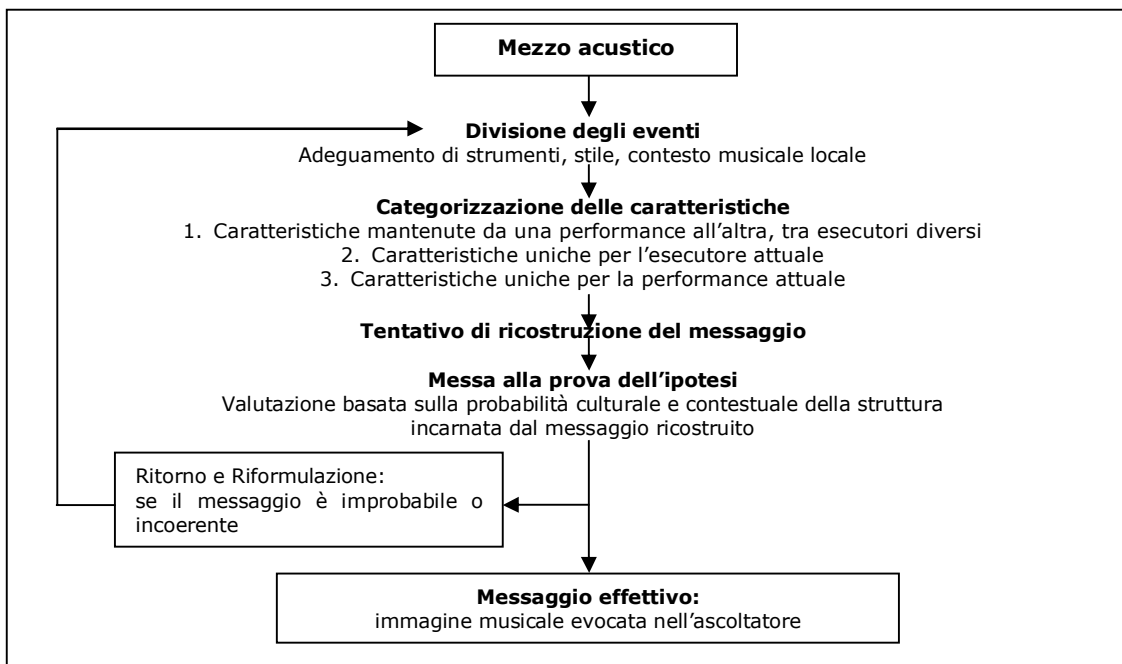 Mezzo acustico
Divisione degli eventi
Adeguamento di strumenti, stile, contesto musicale locale
Categorizzazione delle caratteristiche
1. Caratteristiche mantenute da una performance all’altra, tra esecutori diversi
2. Caratteristiche uniche per l’esecutore attuale
3. Caratteristiche uniche per la performance attuale
Tentativo di ricostruzione del messaggio
Messa alla prova dell’ipotesi
Valutazione basata sulla probabilità culturale e contestuale della struttura
incarnata dal messaggio ricostruito
Ritorno e Riformulazione:
se il messaggio è improbabile o
incoerente
Messaggio effettivo:
immagine musicale evocata nell’ascoltatore